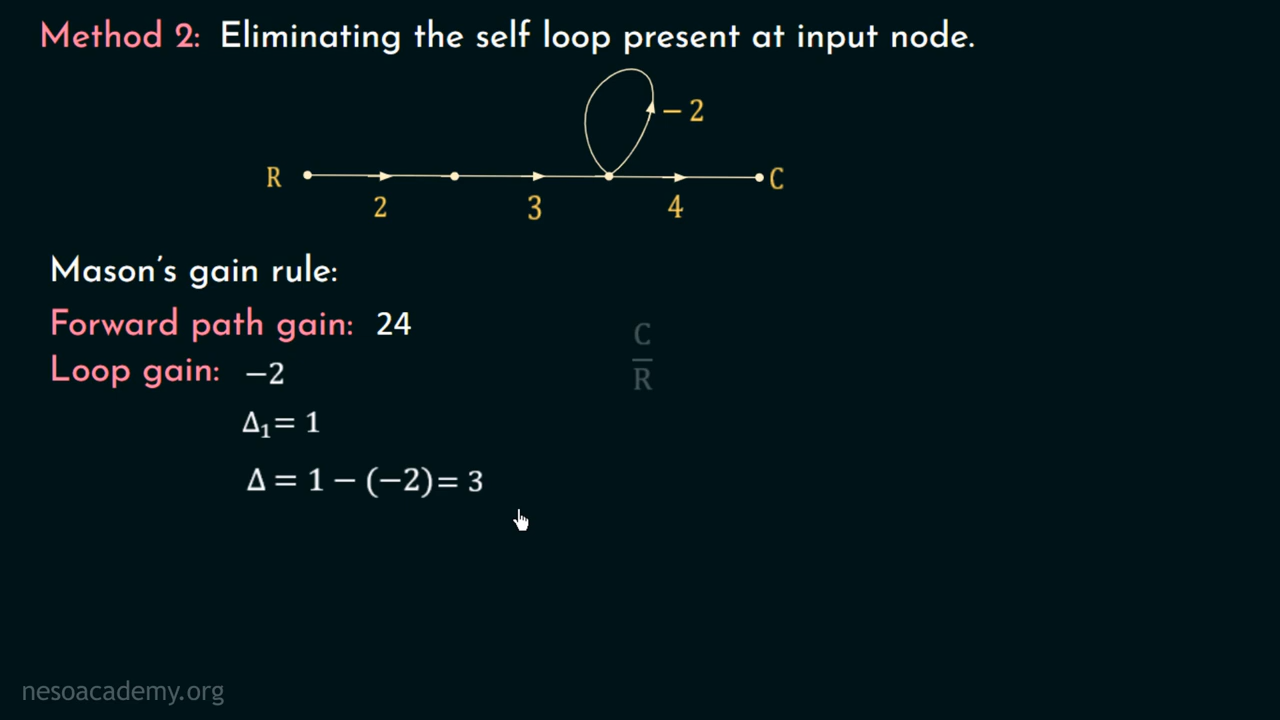 Method 2: Eliminating the self loop present at input node.
− 2
R
C
2
3
4
Mason's gain rule:
Forward path gain: 24
Loop gain: −2
Δ₁= 1
Δ = 1 − (−2)= 3
C
R
nesoacademy.org